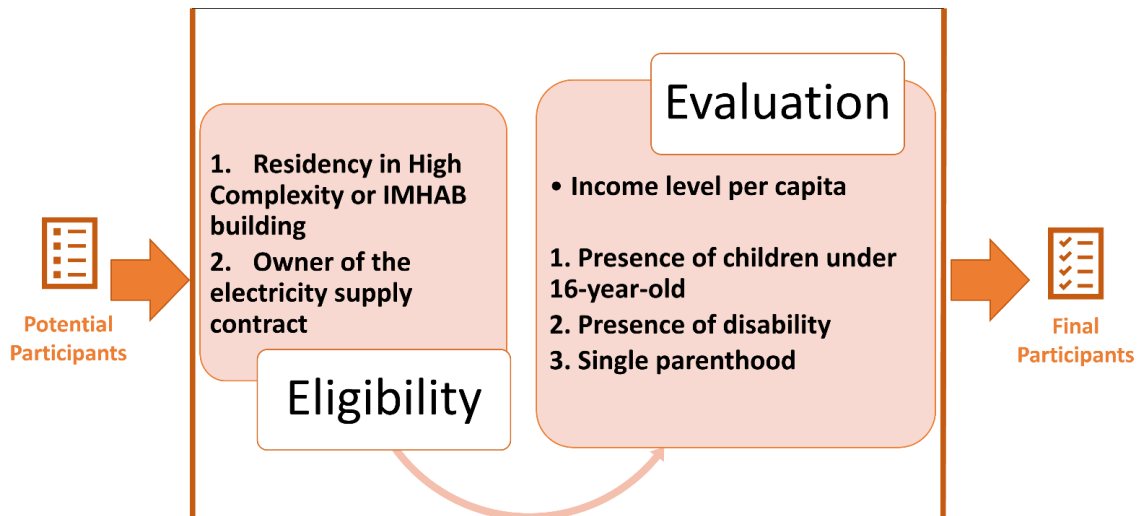 Potential
Participants
1. Residency in High
Complexity or IMHAB
building
2. Owner of the
electricity supply
contract
Eligibility
Evaluation
• Income level per capita
1. Presence of children under
16-year-old
2. Presence of disability
3. Single parenthood
Final
Participants